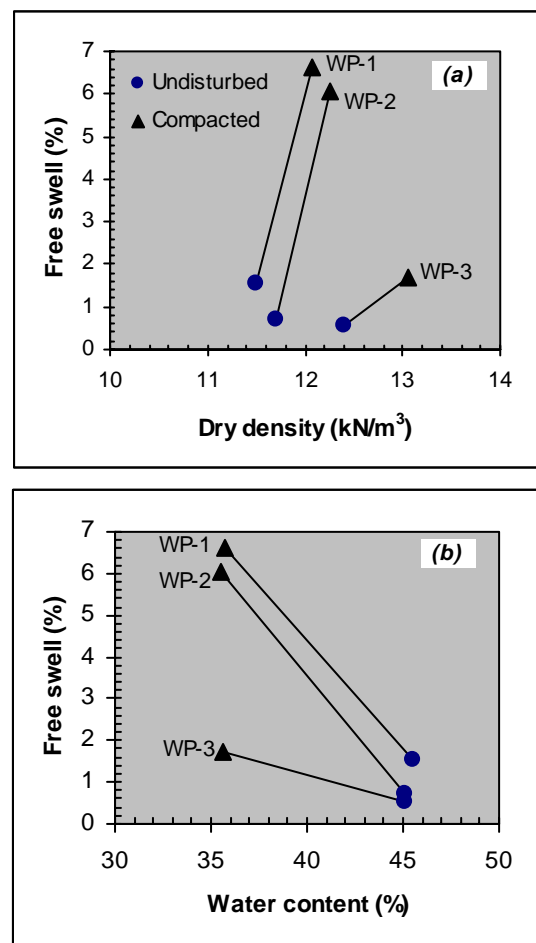 7
6
5
4
3
2
1
0
Free swell (%)
Undisturbed
Compacted
WP-1
WP-2
WP-3
(a)
10 11 12 13 14
Dry density (kN/m³)
7
6
5
4
3
2
1
0
Free swell (%)
WP-1
WP-2
WP-3
(b)
30 35 40 45 50
Water content (%)